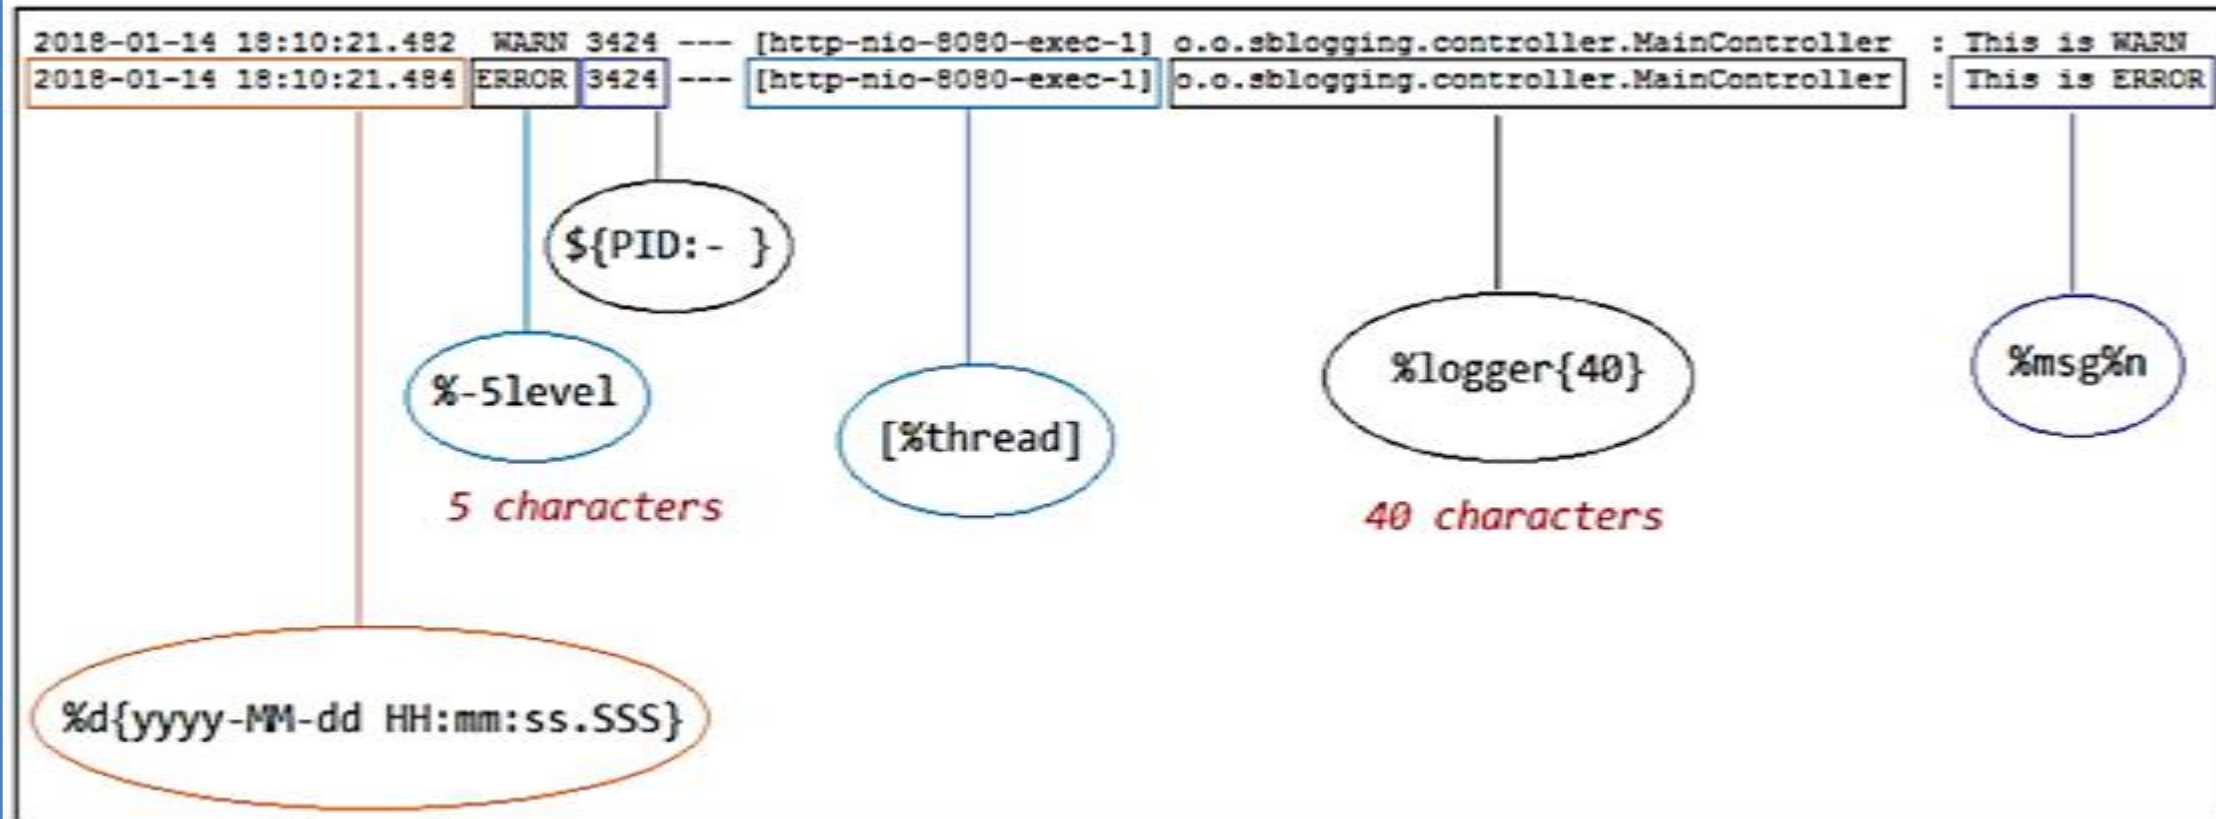 2018-01-14 18:10:21.482  WARN 3424 --- [http-nio-8080-exec-1] o.o.sblogging.controller.MainController  : This is WARN
2018-01-14 18:10:21.484 ERROR 3424 --- [http-nio-8080-exec-1] o.o.sblogging.controller.MainController  : This is ERROR
${PID:- }
%-5level
[%thread]
%logger{40}
%msg%n
5 characters
40 characters
%d{yyyy-MM-dd HH:mm:ss.SSS}